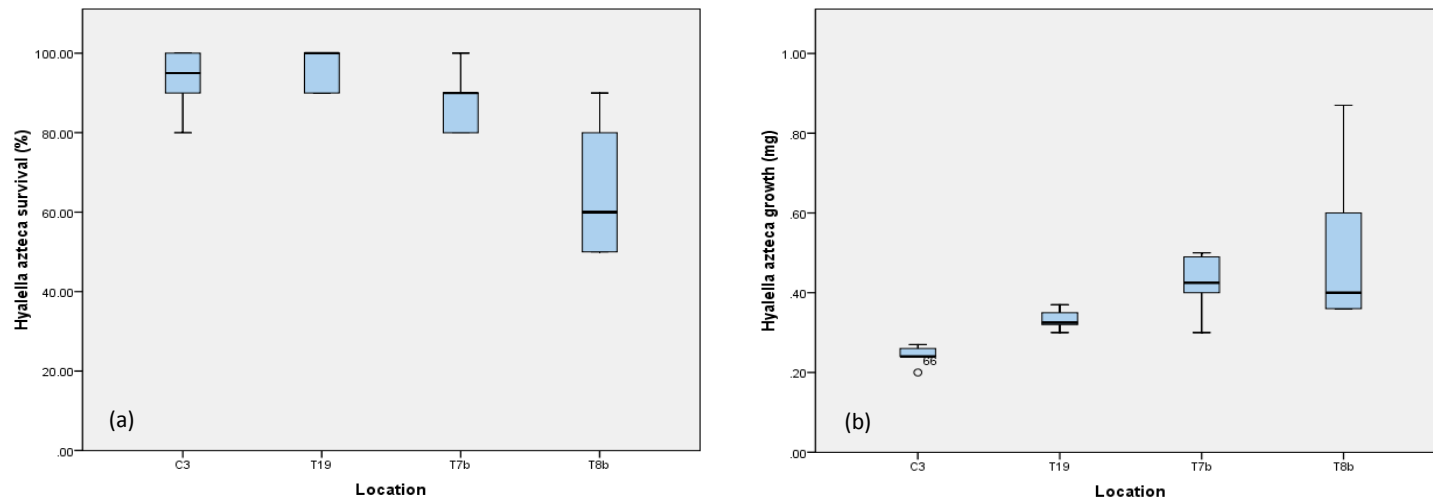 Hyalella azteca survival (%)
100.00
80.00
60.00
40.00
20.00
.00
(a)
C3 T19 T7b T8b
Location
Hyalella azteca growth (mg)
1.00
.80
.60
.40
.20
.00
66
(b)
C3 T19 T7b T8b
Location